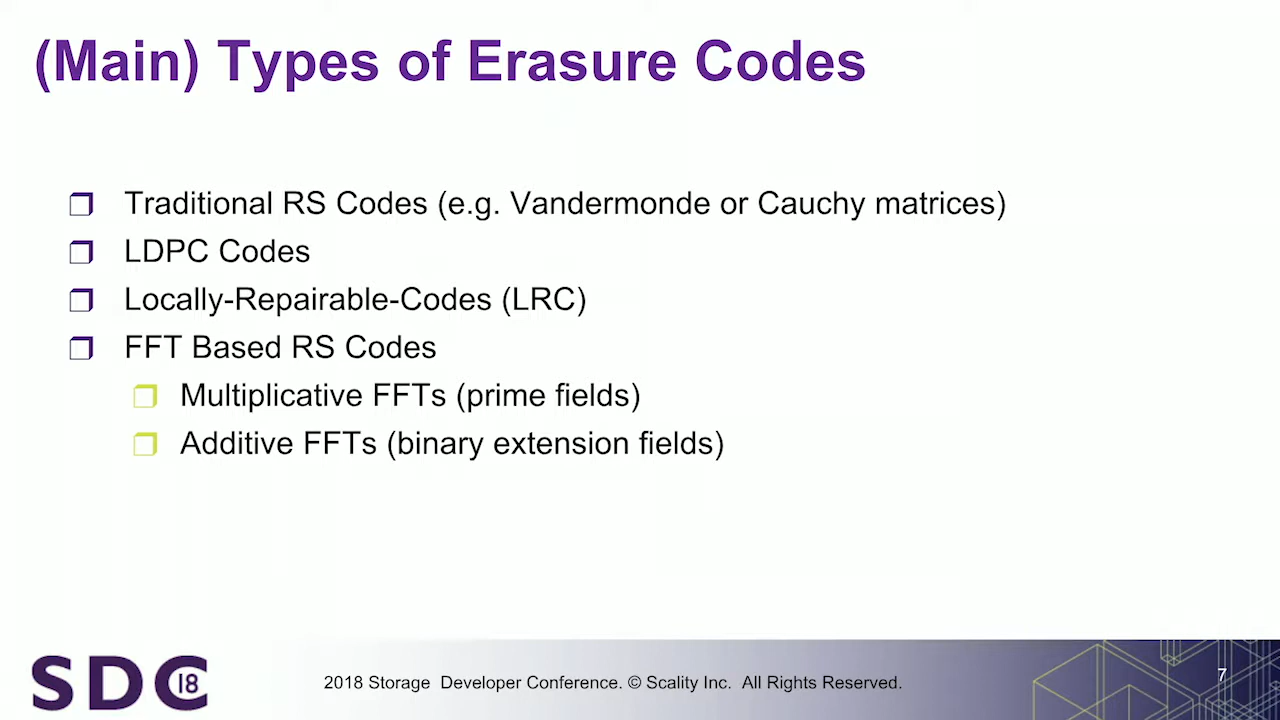 (Main) Types of Erasure Codes
Traditional RS Codes (e.g. Vandermonde or Cauchy matrices)
LDPC Codes
Locally-Repairable-Codes (LRC)
FFT Based RS Codes
Multiplicative FFTs (prime fields)
Additive FFTs (binary extension fields)
SDC 18
2018 Storage Developer Conference. © Scality Inc. All Rights Reserved.
7